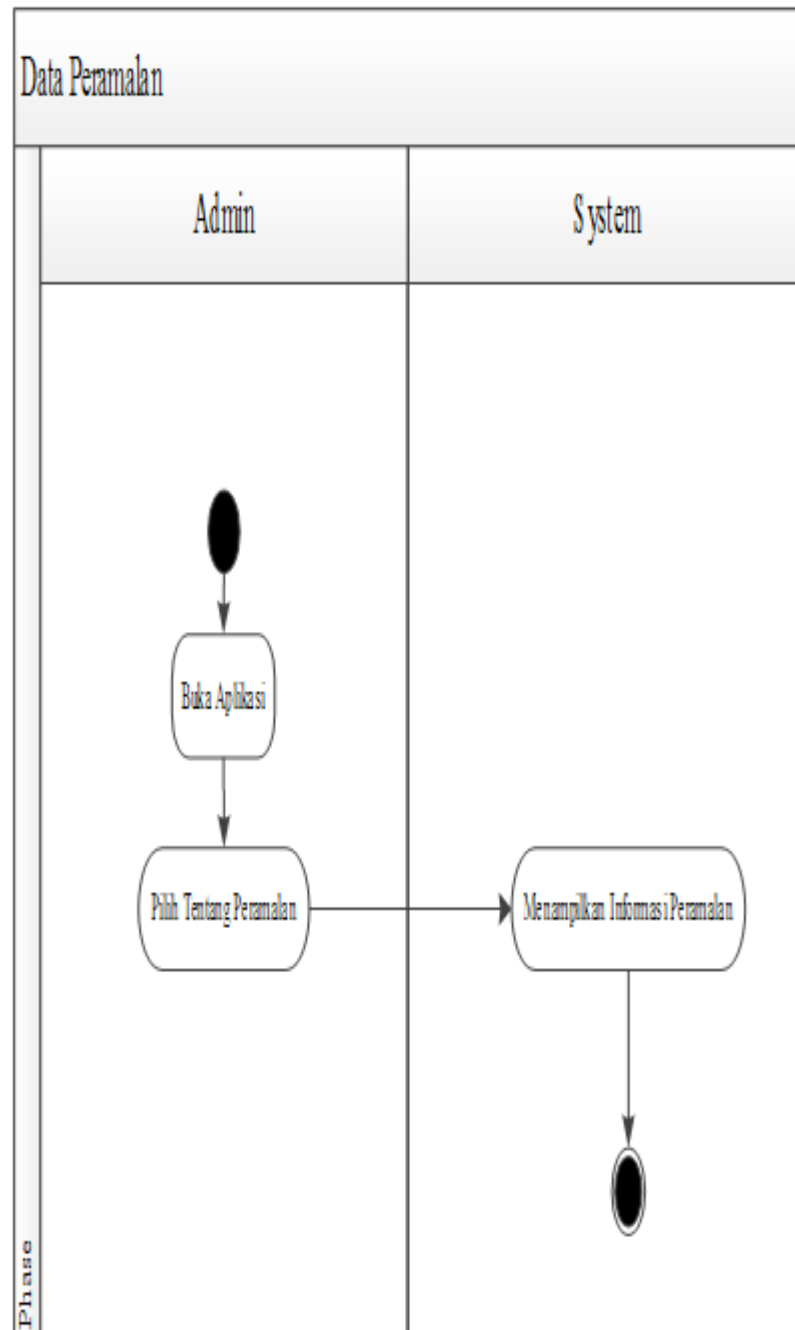 Data Peramalan
Admin
System
Buka Aplikasi
Pilih Tentang Peramalan
Menampilkan Informasi Peramalan
Phase